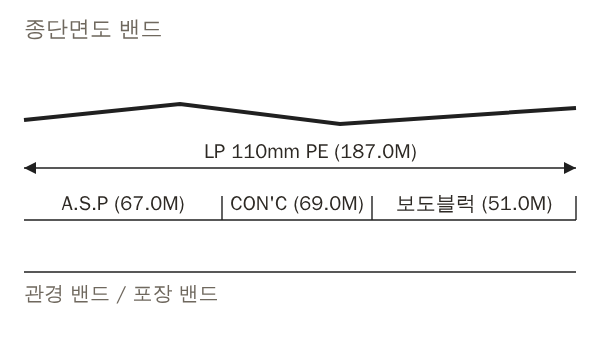 종단면도 밴드
LP 110mm PE (187.0M)
A.S.P (67.0M) CON'C (69.0M) 보도블럭 (51.0M)
관경 밴드 / 포장 밴드